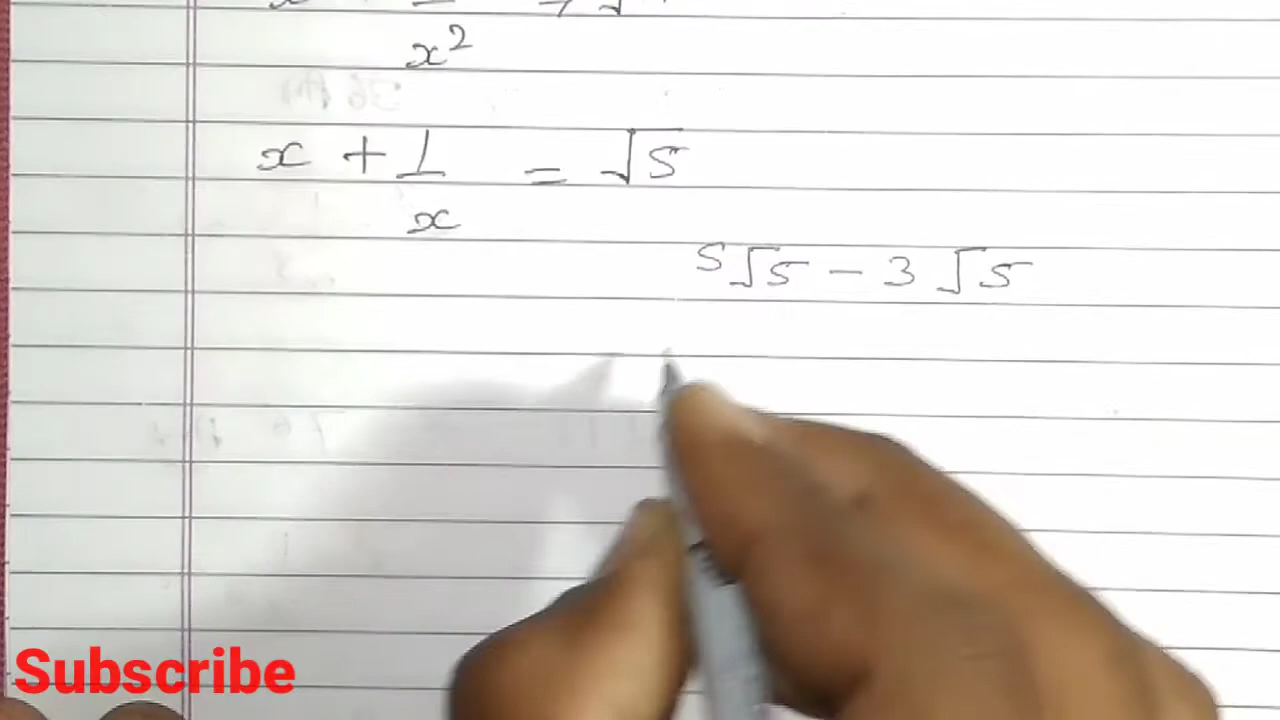 x²
x + 1/x = √5
5√5 − 3√5
Subscribe